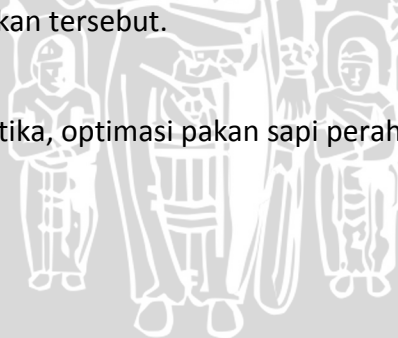 kan tersebut.
tika, optimasi pakan sapi perah